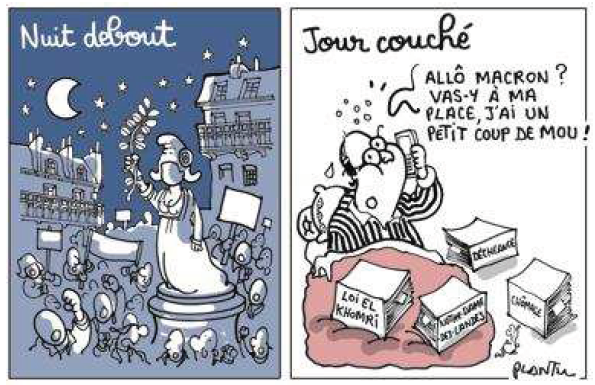 Nuit debout
Jour couché
ALLÔ MACRON ?
VAS-Y À MA
PLACE, J'AI UN
PETIT COUP DE MOU !
DÉCHÉANCE
LOI EL
KHOMRI
NOTRE-DAME
DES-LANDES
CHÔMAGE
PLANTU